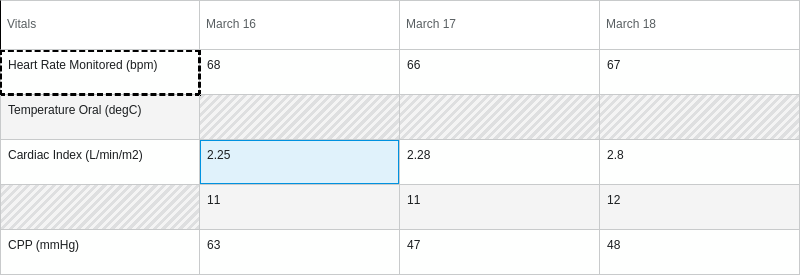 Vitals March 16 March 17 March 18
Heart Rate Monitored (bpm) 68 66 67
Temperature Oral (degC)
Cardiac Index (L/min/m2) 2.25 2.28 2.8
11 11 12
CPP (mmHg) 63 47 48